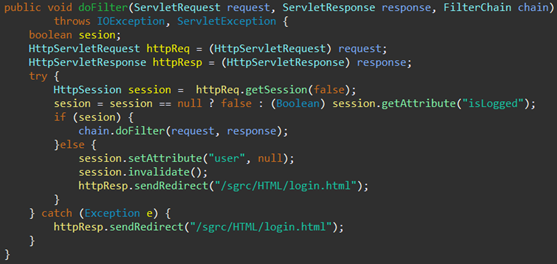 public void doFilter(ServletRequest request, ServletResponse response, FilterChain chain)
        throws IOException, ServletException {
    boolean sesion;
    HttpServletRequest httpReq = (HttpServletRequest) request;
    HttpServletResponse httpResp = (HttpServletResponse) response;
    try {
        HttpSession session =  httpReq.getSession(false);
        sesion = session == null ? false : (Boolean) session.getAttribute("isLogged");
        if (sesion) {
            chain.doFilter(request, response);
        }else {
            session.setAttribute("user", null);
            session.invalidate();
            httpResp.sendRedirect("/sgrc/HTML/login.html");
        }
    } catch (Exception e) {
        httpResp.sendRedirect("/sgrc/HTML/login.html");
    }
}